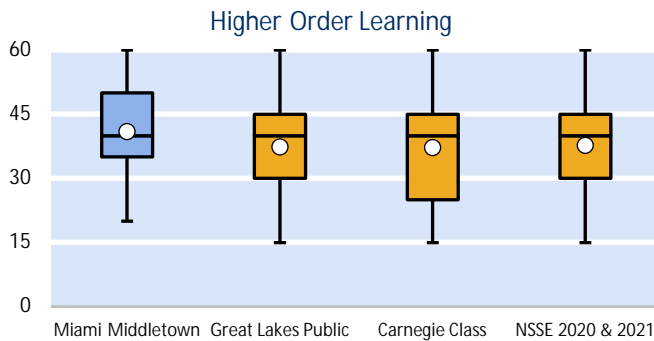 Higher Order Learning
60
45
30
15
0
Miami Middletown Great Lakes Public Carnegie Class NSSE 2020 & 2021